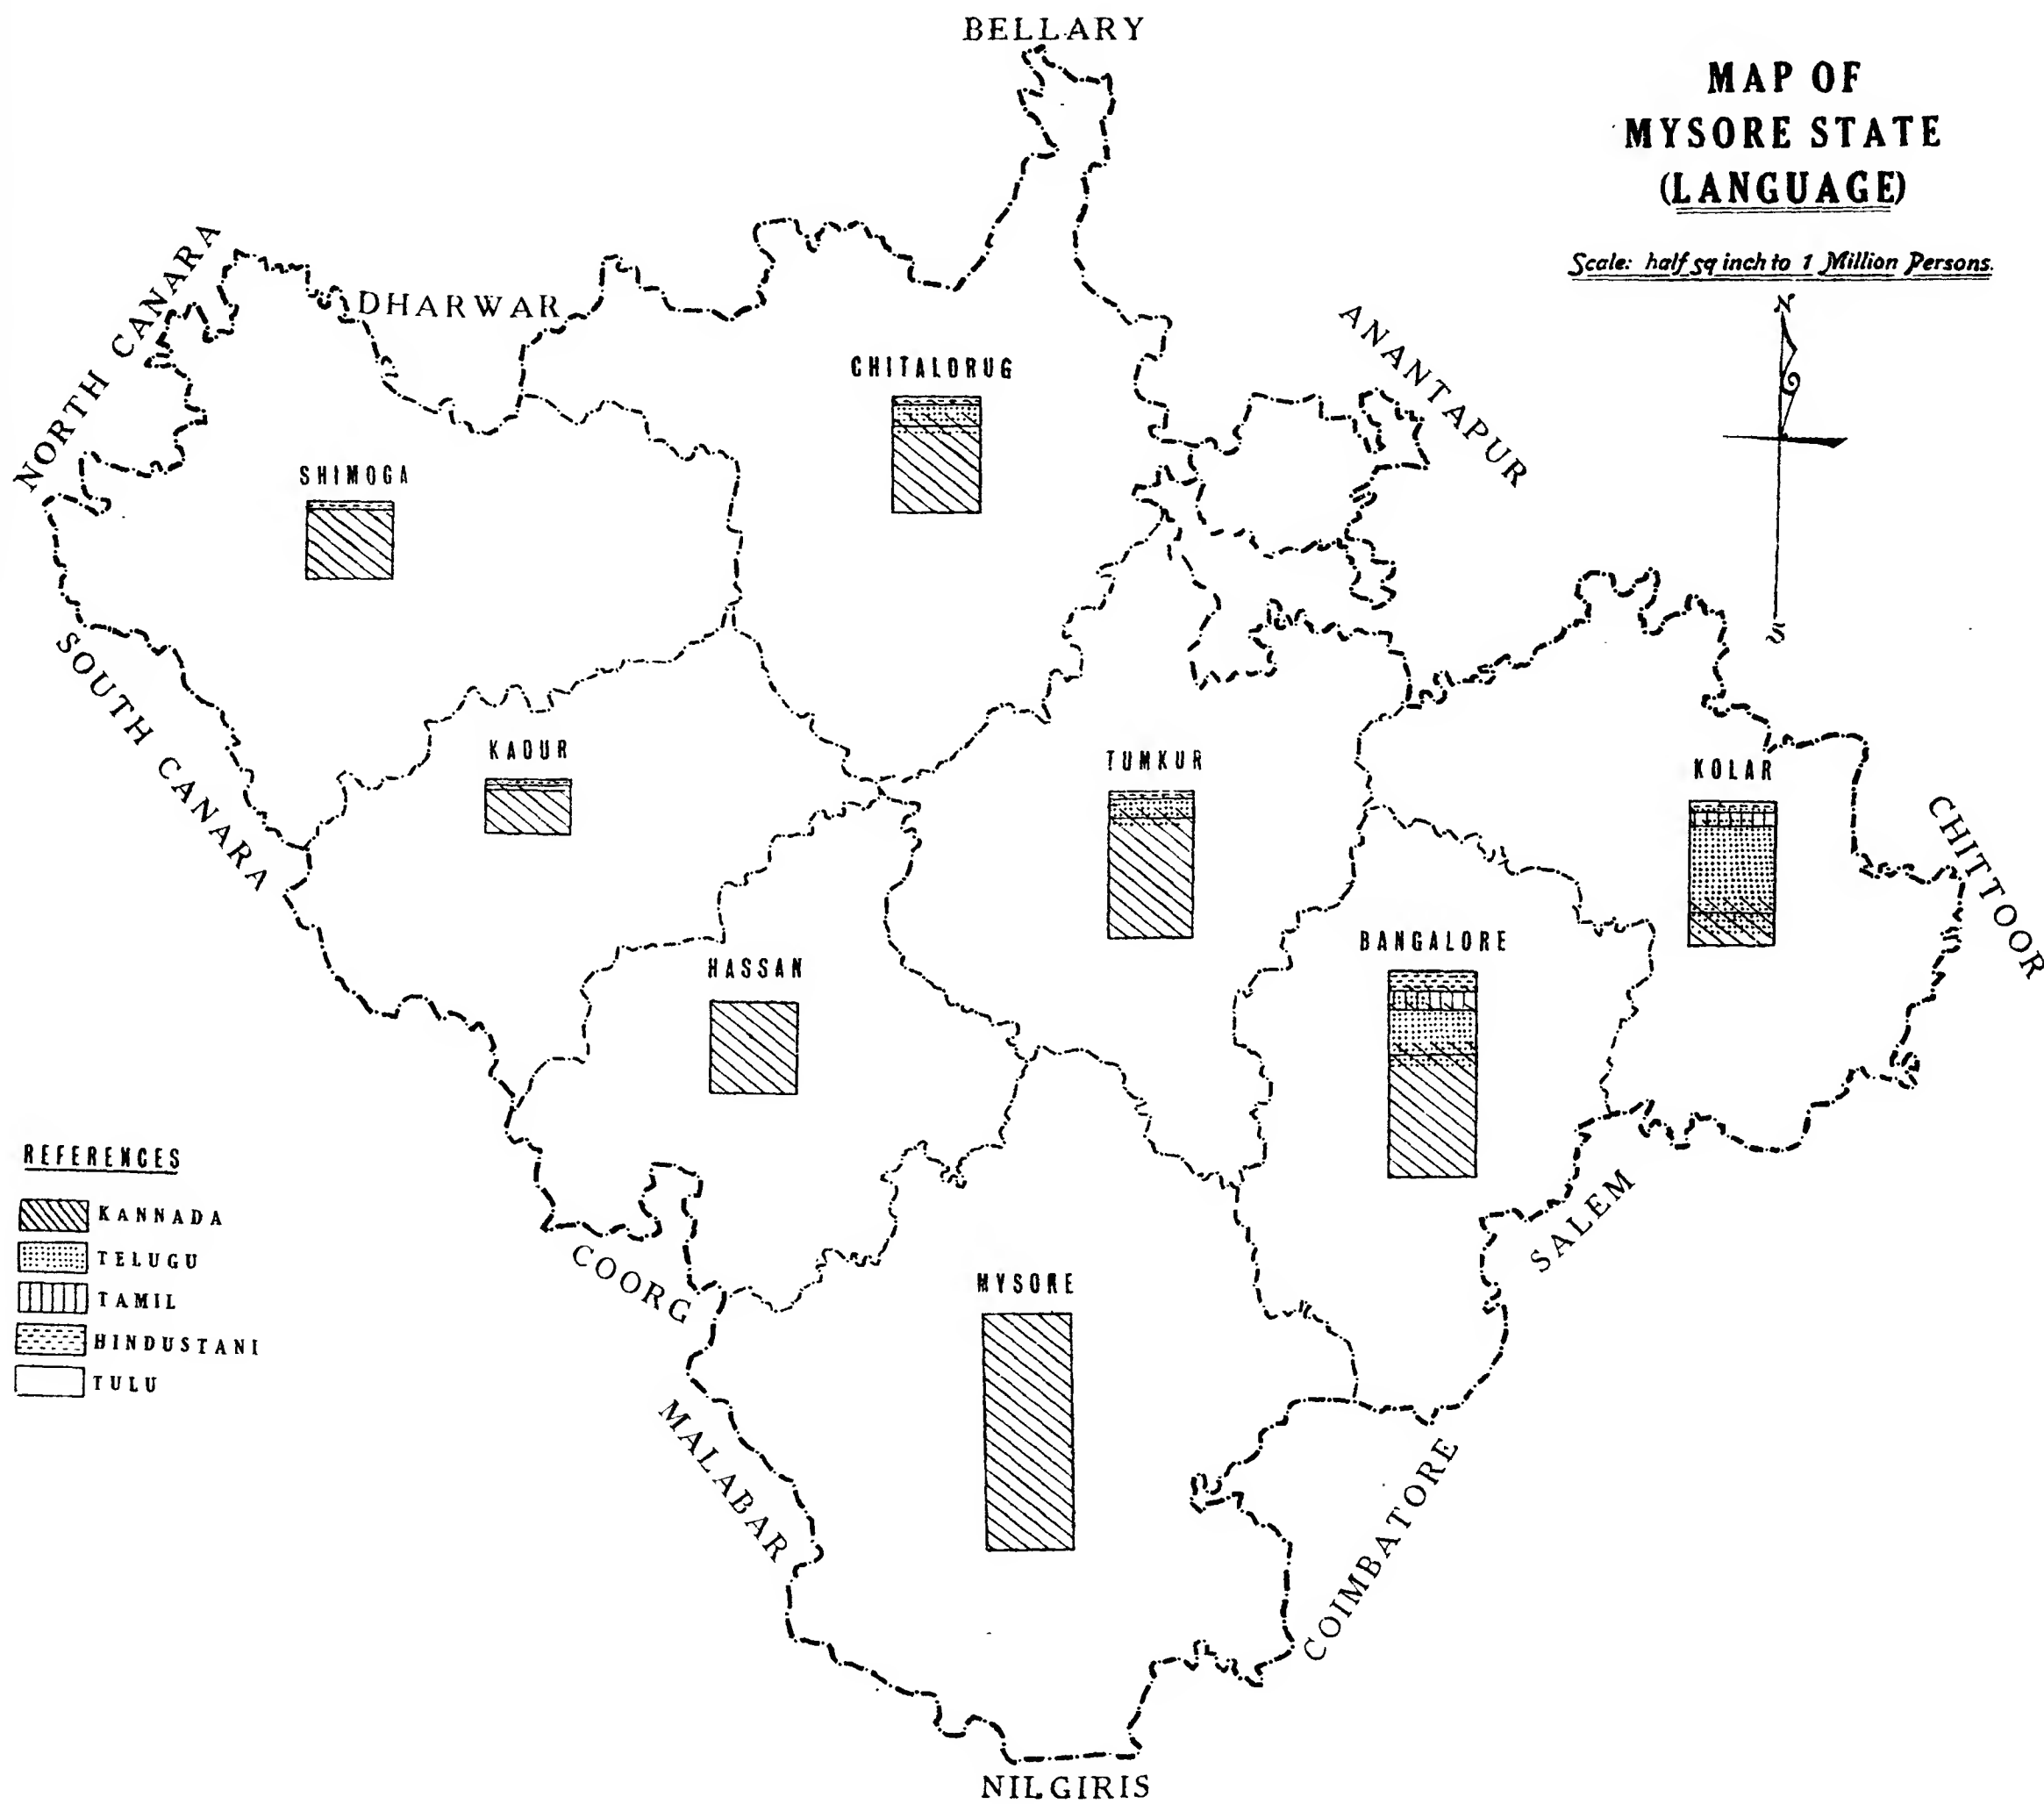 BELLARY
MAP OF
MYSORE STATE
(LANGUAGE)
Scale: half sq inch to 1 Million Persons.
N
S
NORTH CANARA
DHARWAR
ANANTAPUR
CHITALDRUG
SHIMOGA
SOUTH CANARA
KADUR
TUMKUR
KOLAR
CHITTOOR
BANGALORE
HASSAN
REFERENCES
KANNADA
TELUGU
TAMIL
HINDUSTANI
TULU
COORG
SALEM
MYSORE
MALABAR
COIMBATORE
NILGIRIS